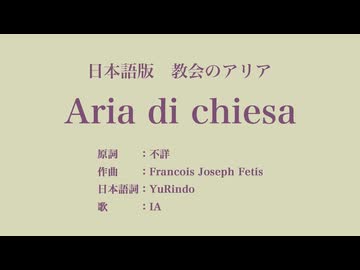 日本語版　教会のアリア
Aria di chiesa
原詞　　：不詳
作曲　　：Francois Joseph Fetis
日本語詞：YuRindo
歌　　　：IA